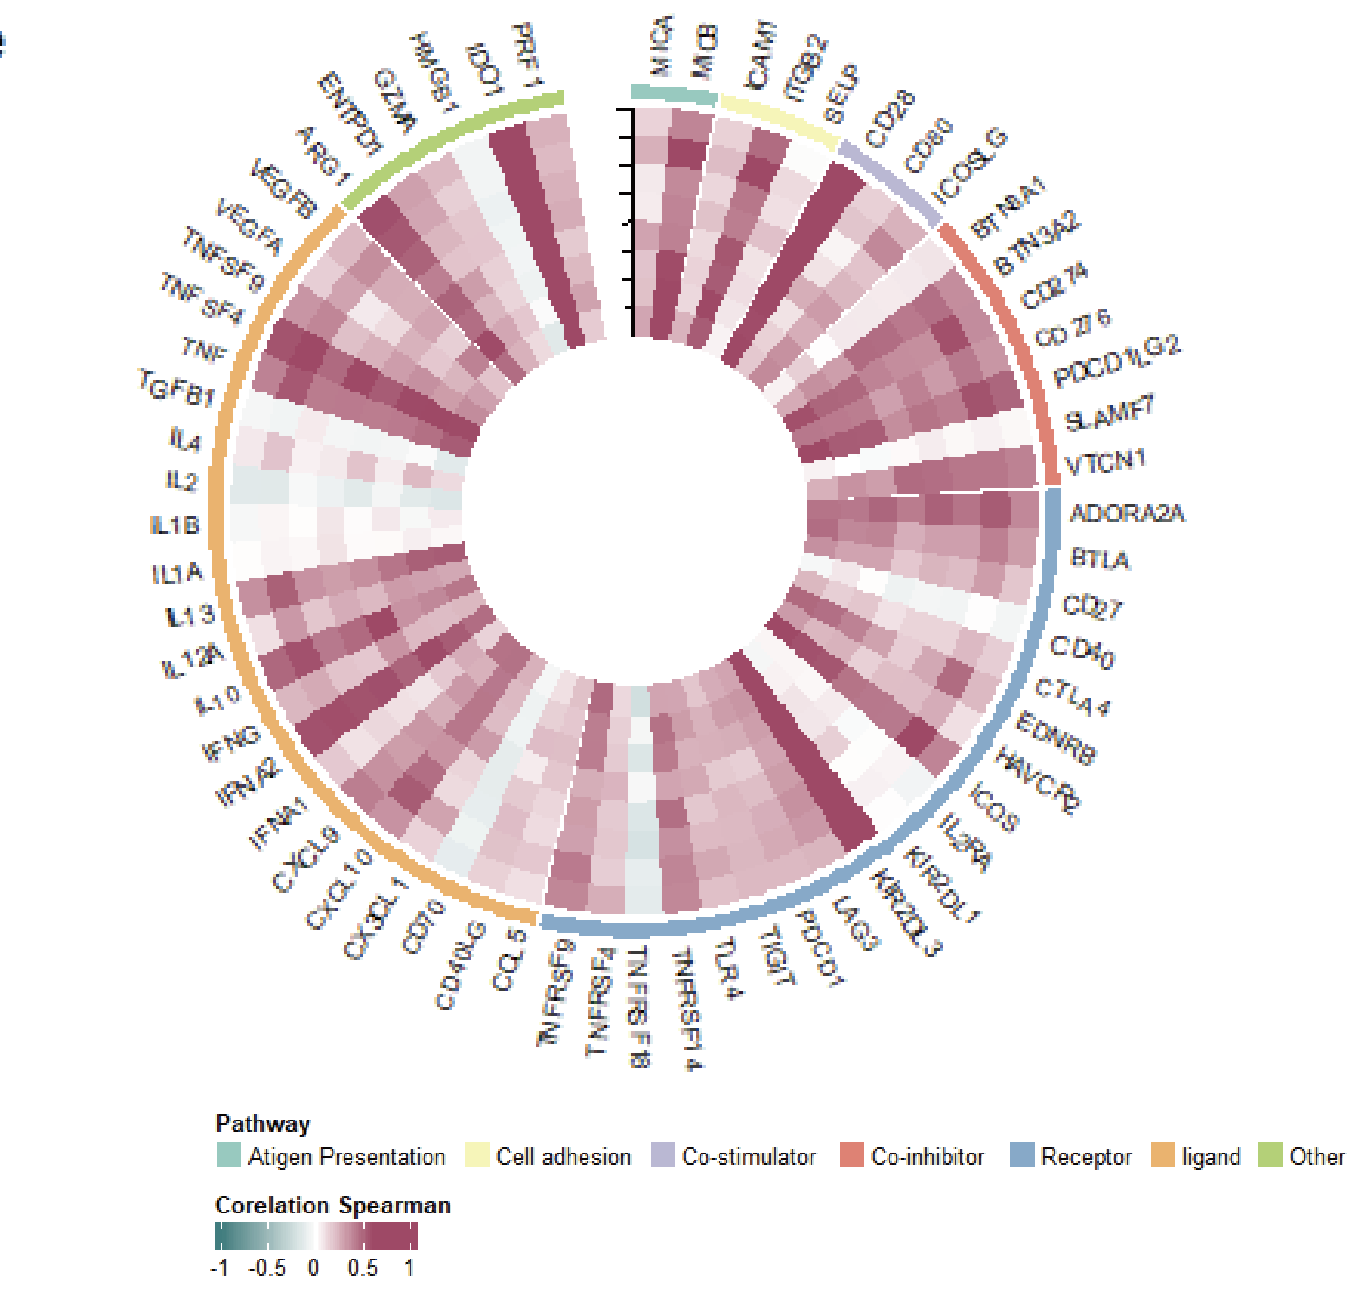 MICA
MICB
ICAM1
ITGB2
SELP
CD28
CD80
ICOSLG
BTN3A1
BTN3A2
CD274
CD276
PDCD1LG2
SLAMF7
VTCN1
ADORA2A
BTLA
CD27
CD40
CTLA4
EDNRB
HAVCR2
ICOS
IL2RA
KIR2DL1
KIR2DL3
LAG3
PDCD1
TIGIT
TLR4
TNFRSF14
TNFRSF18
TNFRSF4
TNFRSF9
CCL5
CD40LG
CD70
CX3CL1
CXCL10
CXCL9
IFNA1
IFNA2
IFNG
IL10
IL12A
IL13
IL1A
IL1B
IL2
IL4
TGFB1
TNF
TNFSF4
TNFSF9
VEGFA
VEGFB
ARG1
ENTPD1
GZMA
HMGB1
IDO1
PRF1
Pathway
Atigen Presentation Cell adhesion Co-stimulator Co-inhibitor Receptor ligand Other
Corelation Spearman
-1 -0.5 0 0.5 1